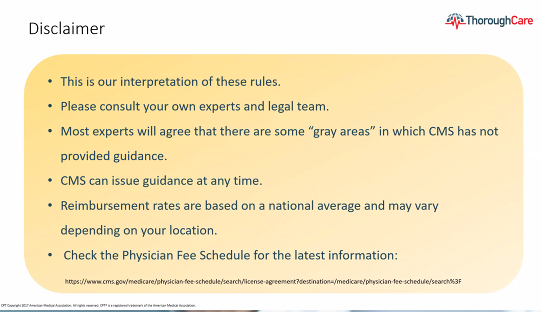 Disclaimer
ThoroughCare
• This is our interpretation of these rules.
• Please consult your own experts and legal team.
• Most experts will agree that there are some “gray areas” in which CMS has not
provided guidance.
• CMS can issue guidance at any time.
• Reimbursement rates are based on a national average and may vary
depending on your location.
• Check the Physician Fee Schedule for the latest information:
https://www.cms.gov/medicare/physician-fee-schedule/search/license-agreement?destination=/medicare/physician-fee-schedule/search%3F
CPT Copyright 2017 American Medical Association. All rights reserved. CPT® is a registered trademark of the American Medical Association.